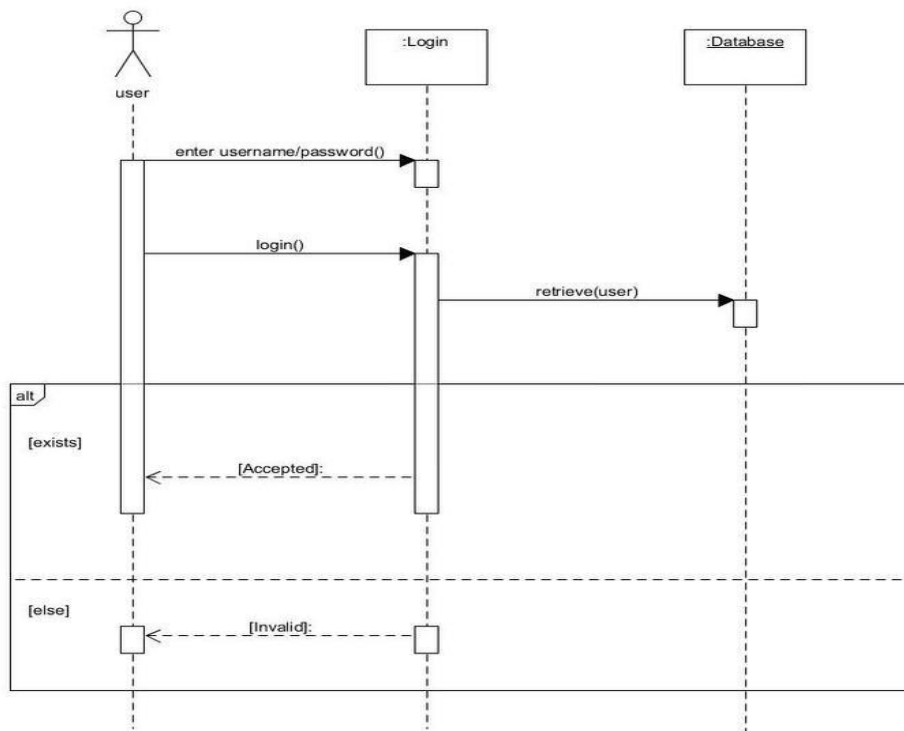 :Login
:Database
user
enter username/password()
login()
retrieve(user)
alt
[exists]
[Accepted]:
[else]
[Invalid]: